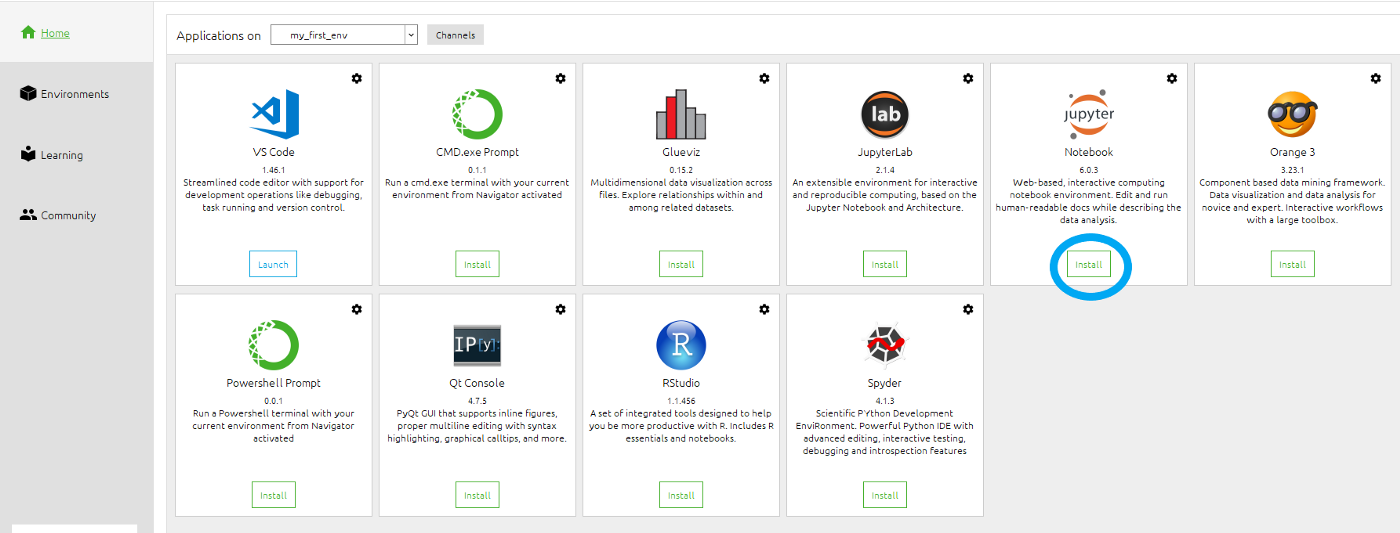 Home
Environments
Learning
Community
Applications on
my_first_env
Channels
VS Code
1.46.1
Streamlined code editor with support for
development operations like debugging,
task running and version control.
Launch
CMD.exe Prompt
0.1.1
Run a cmd.exe terminal with your current
environment from Navigator activated
Install
Glueviz
0.15.2
Multidimensional data visualization across
files. Explore relationships within and
among related datasets.
Install
lab
JupyterLab
2.1.4
An extensible environment for interactive
and reproducible computing, based on the
Jupyter Notebook and Architecture.
Install
jupyter
Notebook
6.0.3
Web-based, interactive computing
notebook environment. Edit and run
human-readable docs while describing the
data analysis.
Install
Orange 3
3.23.1
Component based data mining framework.
Data visualization and data analysis for
novice and expert. Interactive workflows
with a large toolbox.
Install
Powershell Prompt
0.0.1
Run a Powershell terminal with your
current environment from Navigator
activated
Install
IP[y]:
Qt Console
4.7.5
PyQt GUI that supports inline figures,
proper multiline editing with syntax
highlighting, graphical calltips, and more.
Install
R
RStudio
1.1.456
A set of integrated tools designed to help
you be more productive with R. Includes R
essentials and notebooks.
Install
Spyder
4.1.3
Scientific PYthon Development
EnviRonment. Powerful Python IDE with
advanced editing, interactive testing,
debugging and introspection features
Install